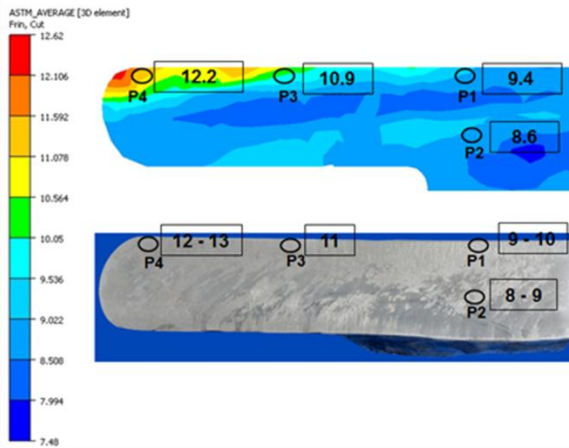 ASTM_AVERAGE [3D element]
Frin, Cut
12.62
12.106
11.592
11.078
10.564
10.05
9.536
9.022
8.508
7.994
7.48
12.2
10.9
9.4
P4
P3
P1
8.6
P2
12 - 13
11
9 - 10
P4
P3
P1
8 - 9
P2